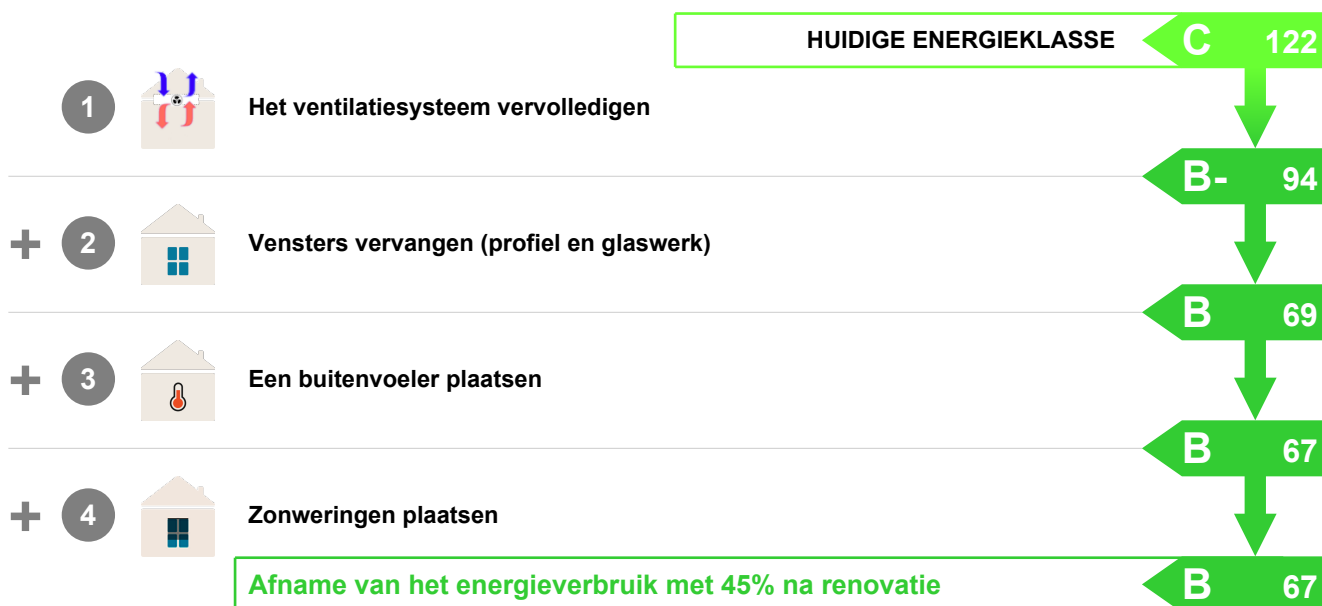 HUIDIGE ENERGIEKLASSE C 122
1 Het ventilatiesysteem vervolledigen
B- 94
+ 2 Vensters vervangen (profiel en glaswerk)
B 69
+ 3 Een buitenvoeler plaatsen
B 67
+ 4 Zonweringen plaatsen
Afname van het energieverbruik met 45% na renovatie B 67